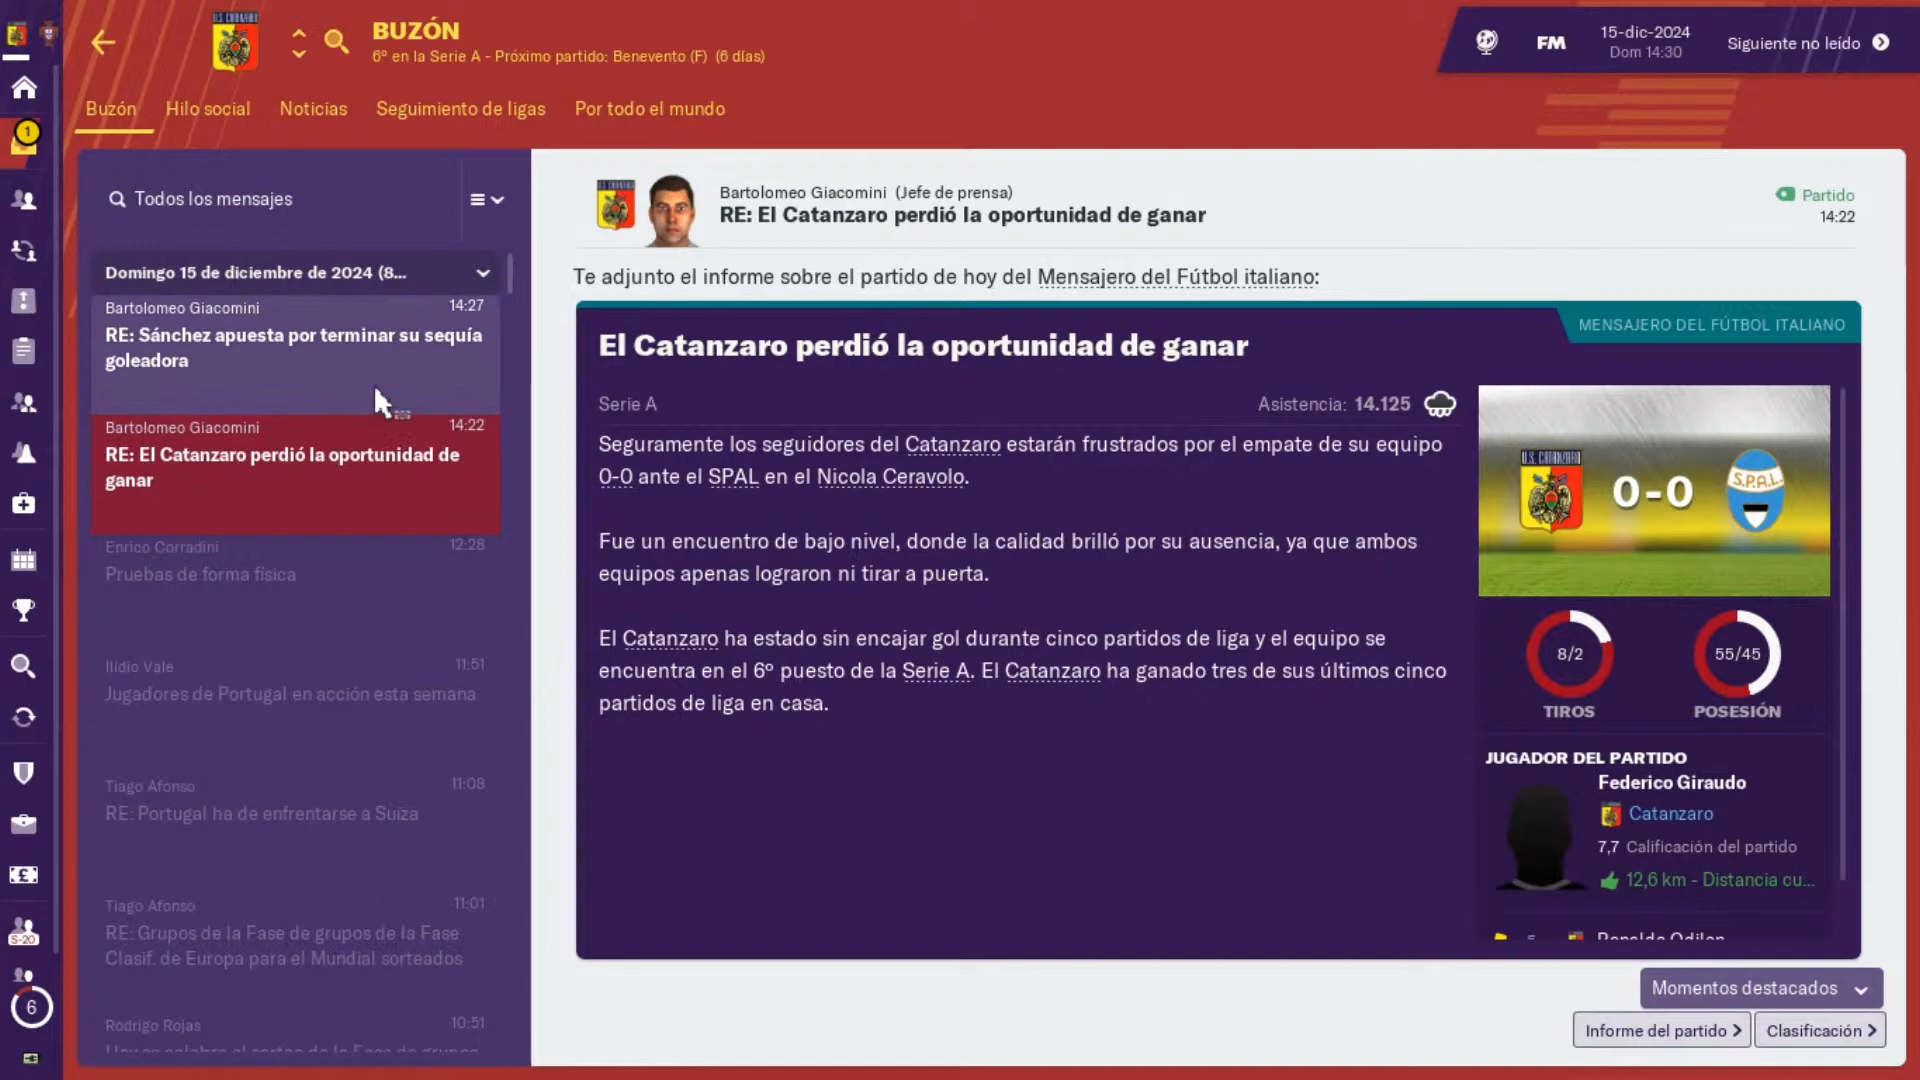 BUZÓN
6º en la Serie A - Próximo partido: Benevento (F) (6 días)
FM
15-dic-2024
Dom 14:30
Siguiente no leído
Buzón
Hilo social
Noticias
Seguimiento de ligas
Por todo el mundo
1
Todos los mensajes
Domingo 15 de diciembre de 2024 (8...
Bartolomeo Giacomini
14:27
RE: Sánchez apuesta por terminar su sequía
goleadora
Bartolomeo Giacomini
14:22
RE: El Catanzaro perdió la oportunidad de
ganar
Enrico Corradini
12:28
Pruebas de forma física
Ilídio Vale
11:51
Jugadores de Portugal en acción esta semana
Tiago Afonso
11:08
RE: Portugal ha de enfrentarse a Suiza
Tiago Afonso
11:01
RE: Grupos de la Fase de grupos de la Fase
Clasif. de Europa para el Mundial sorteados
Rodrigo Rojas
10:51
S-20
6
Bartolomeo Giacomini (Jefe de prensa)
RE: El Catanzaro perdió la oportunidad de ganar
Partido
14:22
Te adjunto el informe sobre el partido de hoy del Mensajero del Fútbol italiano:
MENSAJERO DEL FÚTBOL ITALIANO
El Catanzaro perdió la oportunidad de ganar
Serie A
Asistencia: 14.125
Seguramente los seguidores del Catanzaro estarán frustrados por el empate de su equipo
0-0 ante el SPAL en el Nicola Ceravolo.
Fue un encuentro de bajo nivel, donde la calidad brilló por su ausencia, ya que ambos
equipos apenas lograron ni tirar a puerta.
El Catanzaro ha estado sin encajar gol durante cinco partidos de liga y el equipo se
encuentra en el 6º puesto de la Serie A. El Catanzaro ha ganado tres de sus últimos cinco
partidos de liga en casa.
U.S. CATANZARO
0-0
S.P.A.L.
8/2
55/45
TIROS
POSESIÓN
JUGADOR DEL PARTIDO
Federico Giraudo
Catanzaro
7,7 Calificación del partido
12,6 km - Distancia cu...
Momentos destacados
Informe del partido
Clasificación